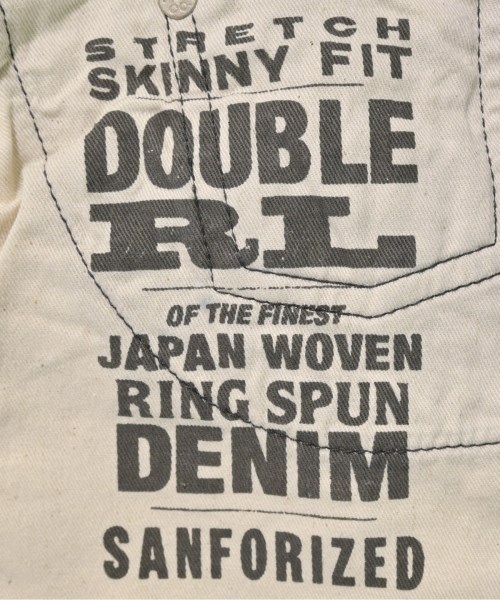 STRETCH
SKINNY FIT
DOUBLE
RL
OF THE FINEST
JAPAN WOVEN
RING SPUN
DENIM
SANFORIZED